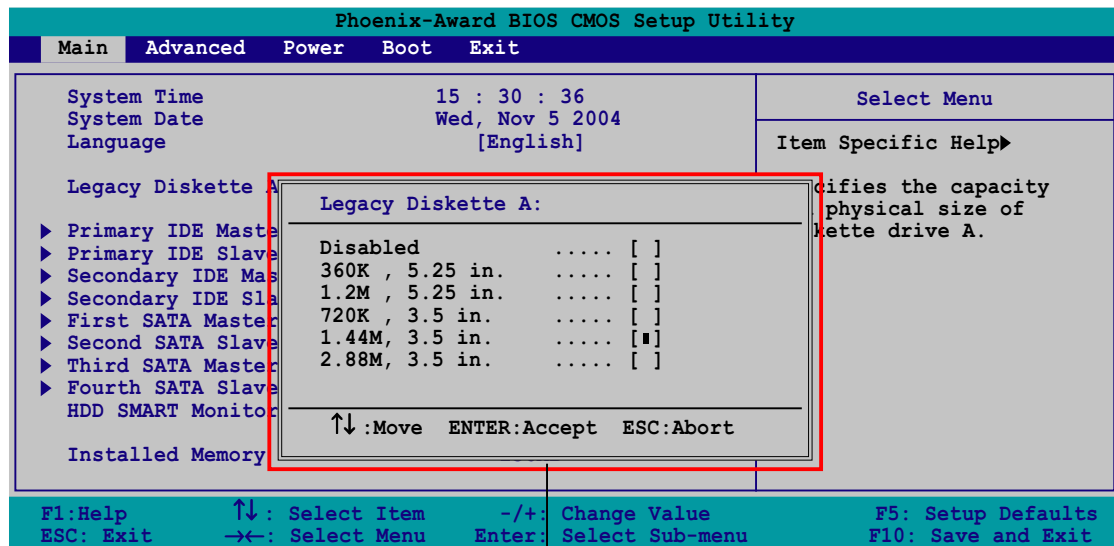 Phoenix-Award BIOS CMOS Setup Utility
Main Advanced Power Boot Exit
System Time 15 : 30 : 36
System Date Wed, Nov 5 2004
Language [English]
Legacy Diskette A
▶ Primary IDE Maste
▶ Primary IDE Slave
▶ Secondary IDE Mas
▶ Secondary IDE Sla
▶ First SATA Master
▶ Second SATA Slave
▶ Third SATA Master
▶ Fourth SATA Slave
HDD SMART Monitor
Installed Memory
Legacy Diskette A:
Disabled ..... [ ]
360K , 5.25 in. ..... [ ]
1.2M , 5.25 in. ..... [ ]
720K , 3.5 in. ..... [ ]
1.44M, 3.5 in. ..... [∎]
2.88M, 3.5 in. ..... [ ]
↑↓ :Move ENTER:Accept ESC:Abort
Select Menu
Item Specific Help▶
cifies the capacity
physical size of
kette drive A.
F1:Help ↑↓ : Select Item -/+: Change Value F5: Setup Defaults
ESC: Exit →←: Select Menu Enter: Select Sub-menu F10: Save and Exit